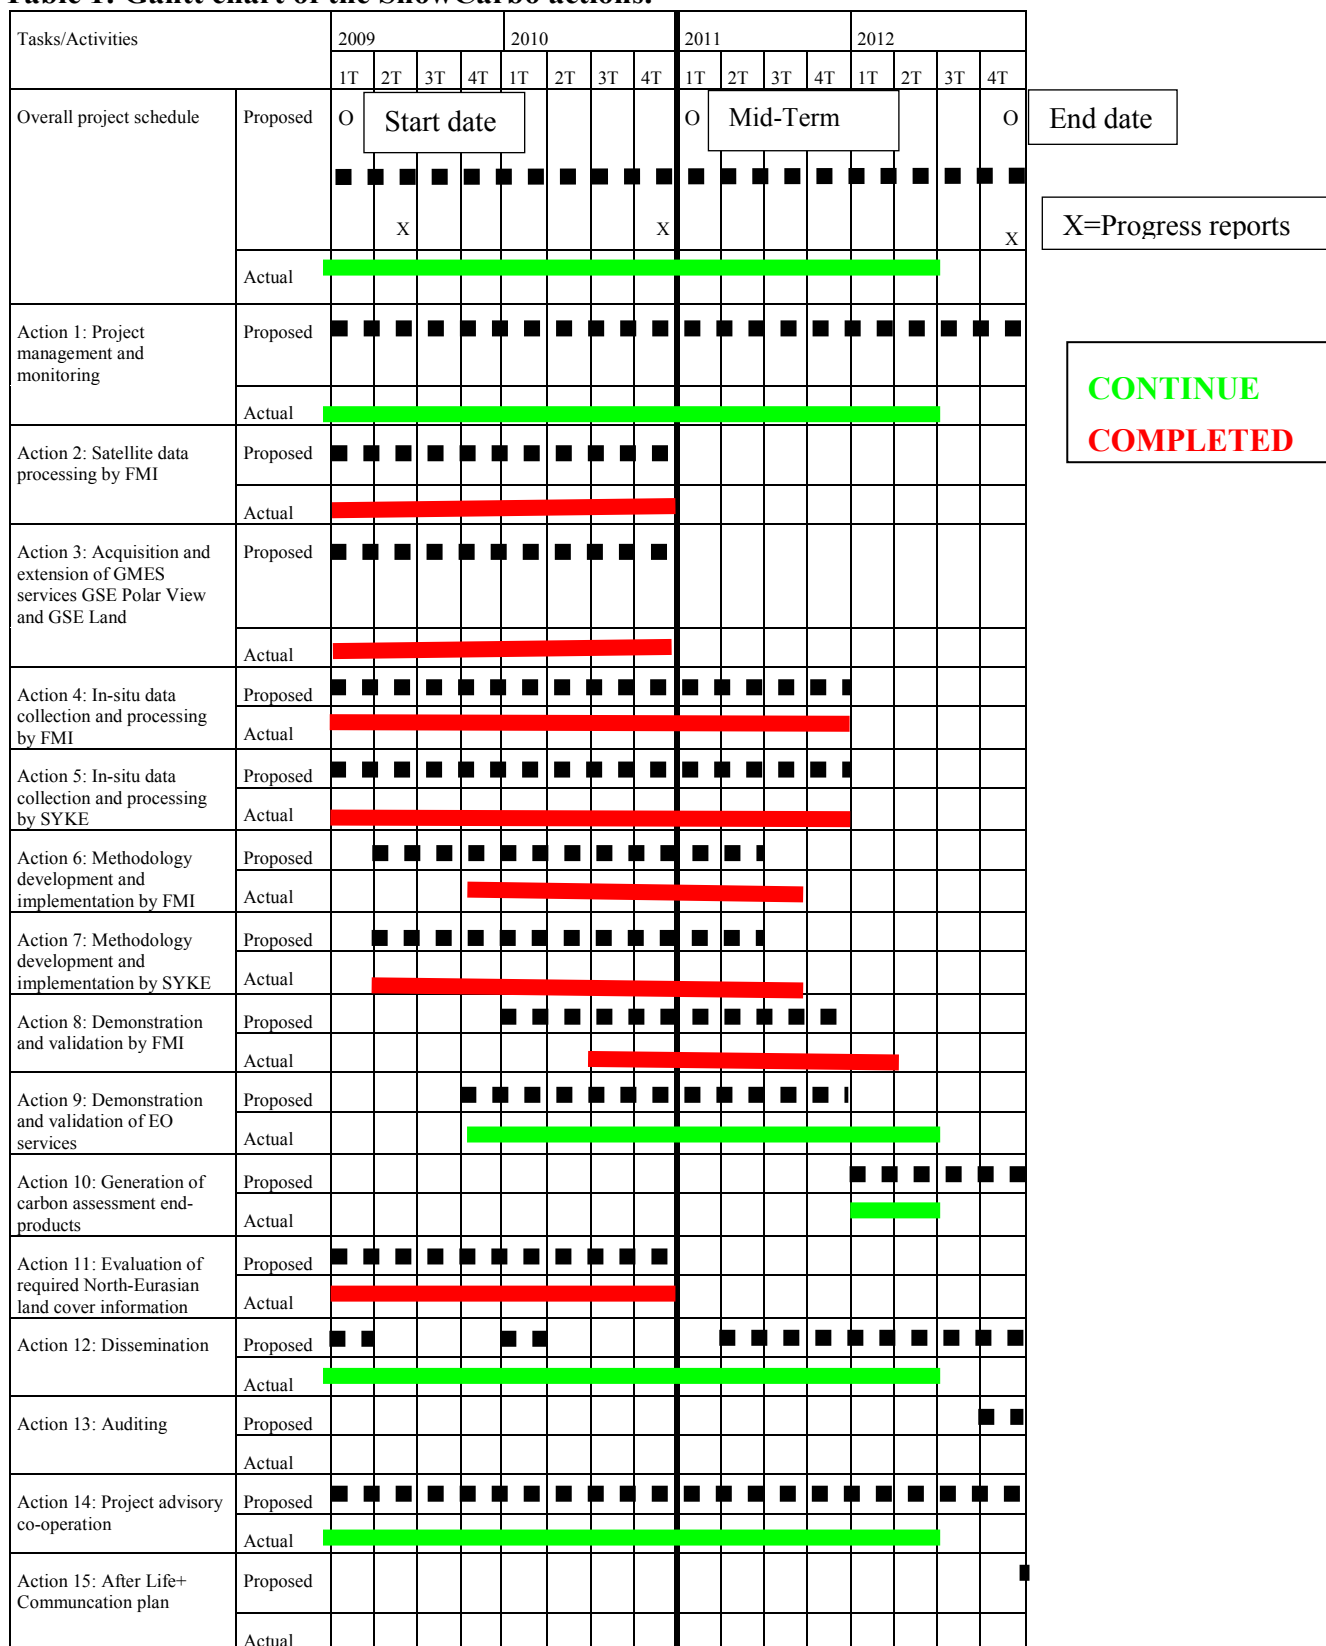 Table 1. Gantt chart of the SnowCarbo actions.
Tasks/Activities 2009 2010 2011 2012
1T 2T 3T 4T 1T 2T 3T 4T 1T 2T 3T 4T 1T 2T 3T 4T
Overall project schedule Proposed O Start date O Mid-Term O End date
X X X X=Progress reports
Actual
Action 1: Project
management and
monitoring
Proposed
Actual
CONTINUE
COMPLETED
Action 2: Satellite data
processing by FMI
Proposed
Actual
Action 3: Acquisition and
extension of GMES
services GSE Polar View
and GSE Land
Proposed
Actual
Action 4: In-situ data
collection and processing
by FMI
Proposed
Actual
Action 5: In-situ data
collection and processing
by SYKE
Proposed
Actual
Action 6: Methodology
development and
implementation by FMI
Proposed
Actual
Action 7: Methodology
development and
implementation by SYKE
Proposed
Actual
Action 8: Demonstration
and validation by FMI
Proposed
Actual
Action 9: Demonstration
and validation of EO
services
Proposed
Actual
Action 10: Generation of
carbon assessment end-
products
Proposed
Actual
Action 11: Evaluation of
required North-Eurasian
land cover information
Proposed
Actual
Action 12: Dissemination
Proposed
Actual
Action 13: Auditing
Proposed
Actual
Action 14: Project advisory
co-operation
Proposed
Actual
Action 15: After Life+
Communcation plan
Proposed
Actual